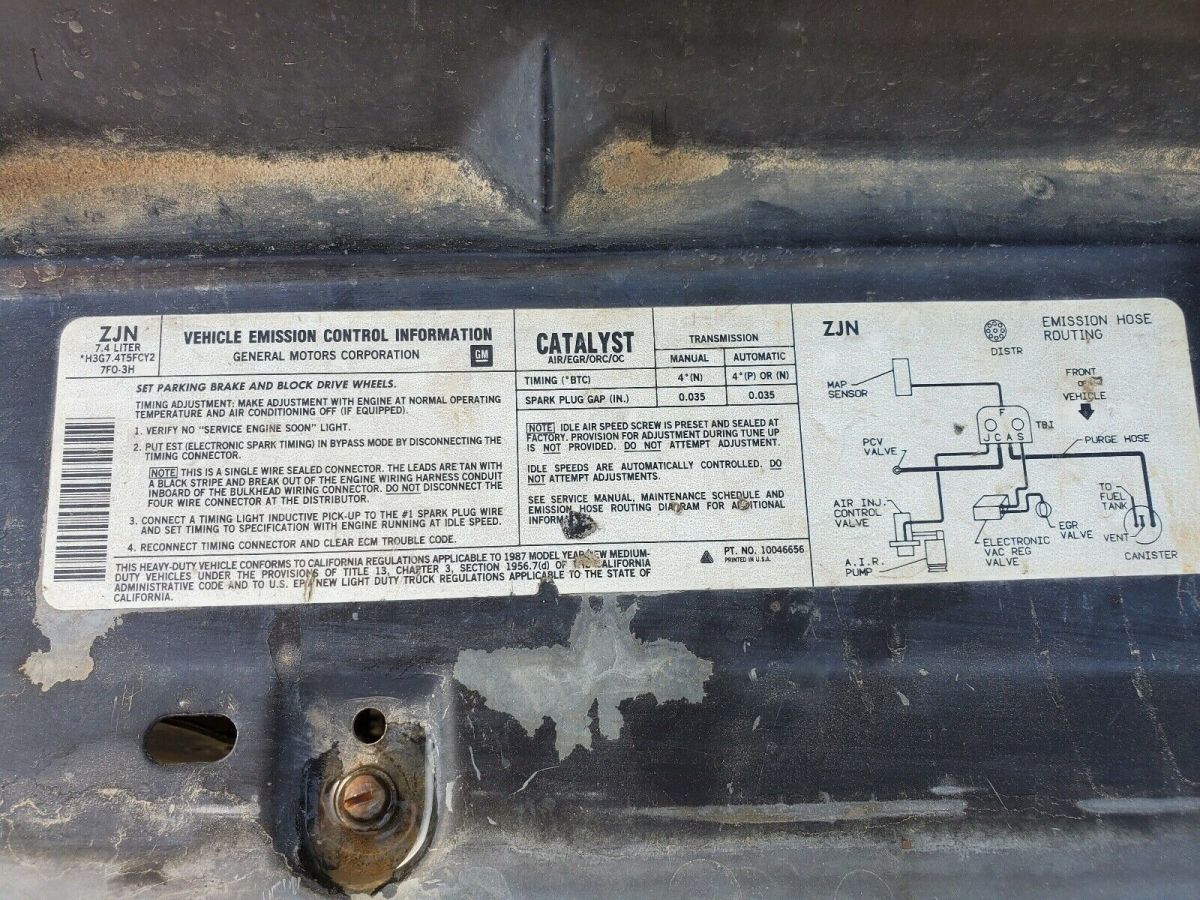 ZJN
7.4 LITER
*H3G7.4T5FCY2
7FO-3H
VEHICLE EMISSION CONTROL INFORMATION
GENERAL MOTORS CORPORATION
GM
SET PARKING BRAKE AND BLOCK DRIVE WHEELS.
TIMING ADJUSTMENT: MAKE ADJUSTMENT WITH ENGINE AT NORMAL OPERATING
TEMPERATURE AND AIR CONDITIONING OFF (IF EQUIPPED).
1. VERIFY NO "SERVICE ENGINE SOON" LIGHT.
2. PUT EST (ELECTRONIC SPARK TIMING) IN BYPASS MODE BY DISCONNECTING THE
TIMING CONNECTOR.
NOTE THIS IS A SINGLE WIRE SEALED CONNECTOR. THE LEADS ARE TAN WITH
A BLACK STRIPE AND BREAK OUT OF THE ENGINE WIRING HARNESS CONDUIT
INBOARD OF THE BULKHEAD WIRING CONNECTOR. DO NOT DISCONNECT THE
FOUR WIRE CONNECTOR AT THE DISTRIBUTOR.
3. CONNECT A TIMING LIGHT INDUCTIVE PICK-UP TO THE #1 SPARK PLUG WIRE
AND SET TIMING TO SPECIFICATION WITH ENGINE RUNNING AT IDLE SPEED.
4. RECONNECT TIMING CONNECTOR AND CLEAR ECM TROUBLE CODE.
THIS HEAVY-DUTY VEHICLE CONFORMS TO CALIFORNIA REGULATIONS APPLICABLE TO 1987 MODEL YEAR NEW MEDIUM-
DUTY VEHICLES UNDER THE PROVISIONS OF TITLE 13, CHAPTER 3, SECTION 1956.7(d) OF THE CALIFORNIA
ADMINISTRATIVE CODE AND TO U.S. EPA NEW LIGHT DUTY TRUCK REGULATIONS APPLICABLE TO THE STATE OF
CALIFORNIA.
CATALYST
AIR/EGR/ORC/OC
TRANSMISSION
MANUAL AUTOMATIC
TIMING (°BTC) 4°(N) 4°(P) OR (N)
SPARK PLUG GAP (IN.) 0.035 0.035
NOTE IDLE AIR SPEED SCREW IS PRESET AND SEALED AT
FACTORY. PROVISION FOR ADJUSTMENT DURING TUNE UP
IS NOT PROVIDED. DO NOT ATTEMPT ADJUSTMENT.
IDLE SPEEDS ARE AUTOMATICALLY CONTROLLED. DO
NOT ATTEMPT ADJUSTMENTS.
SEE SERVICE MANUAL, MAINTENANCE SCHEDULE AND
EMISSION HOSE ROUTING DIAGRAM FOR ADDITIONAL
INFORMATION
PT. NO. 10046656
PRINTED IN U.S.A.
ZJN
DISTR
EMISSION HOSE
ROUTING
MAP
SENSOR
FRONT
OF
VEHICLE
F
TBI
J C A S
PCV
VALVE
PURGE HOSE
AIR INJ.
CONTROL
VALVE
TO
FUEL
TANK
EGR
VALVE
VENT
ELECTRONIC
VAC REG
VALVE
CANISTER
A.I.R.
PUMP